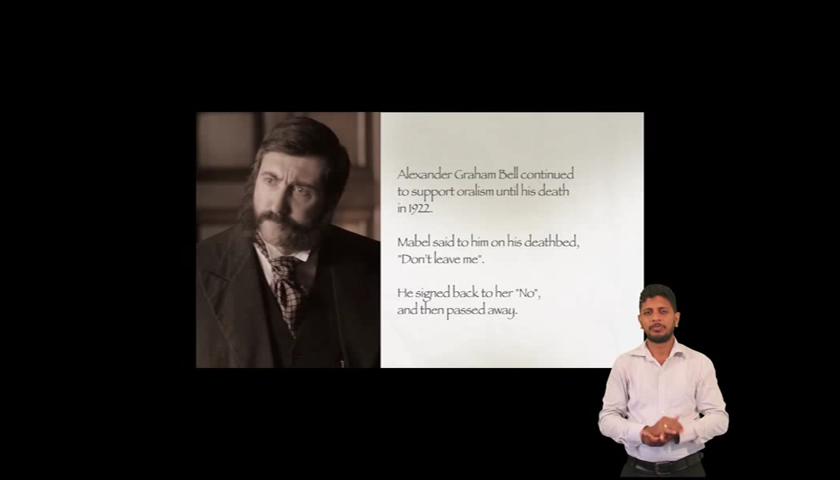 Alexander Graham Bell continued
to support oralism until his death
in 1922.
Mabel said to him on his deathbed,
"Don't leave me".
He signed back to her "No",
and then passed away.